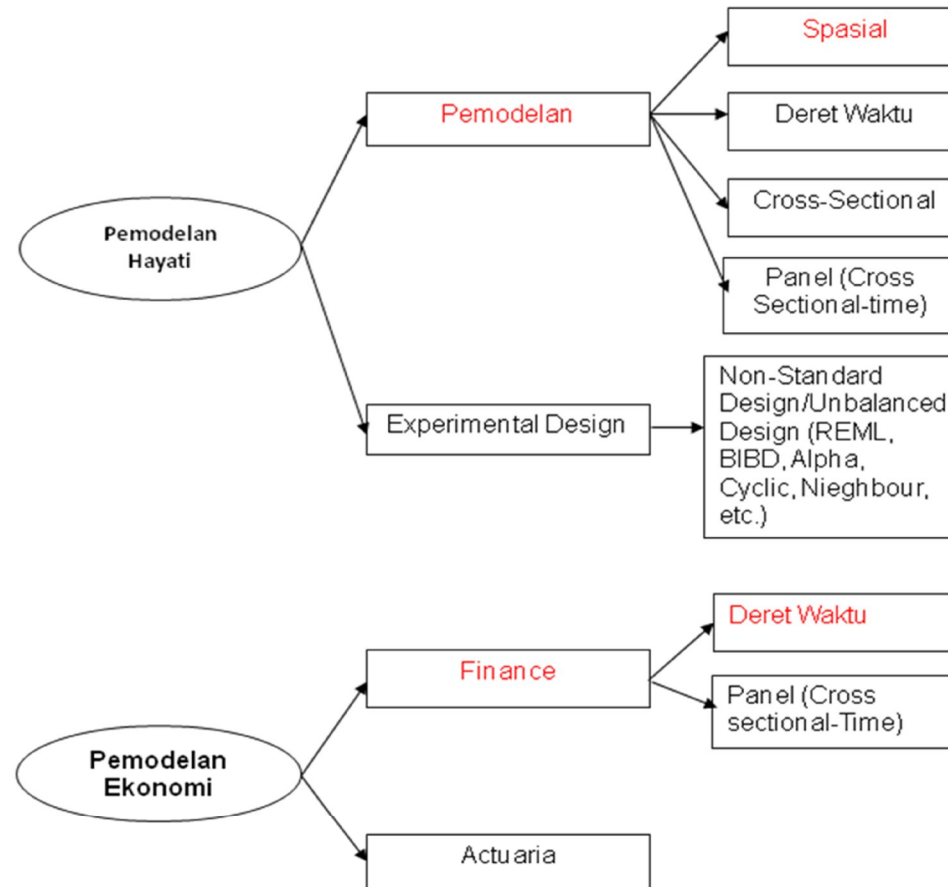 Spasial
Pemodelan
Deret Waktu
Cross-Sectional
Pemodelan
Hayati
Panel (Cross
Sectional-time)
Experimental Design
Non-Standard
Design/Unbalanced
Design (REML,
BIBD, Alpha,
Cyclic, Nieghbour,
etc.)
Deret Waktu
Finance
Panel (Cross
sectional-Time)
Pemodelan
Ekonomi
Actuaria